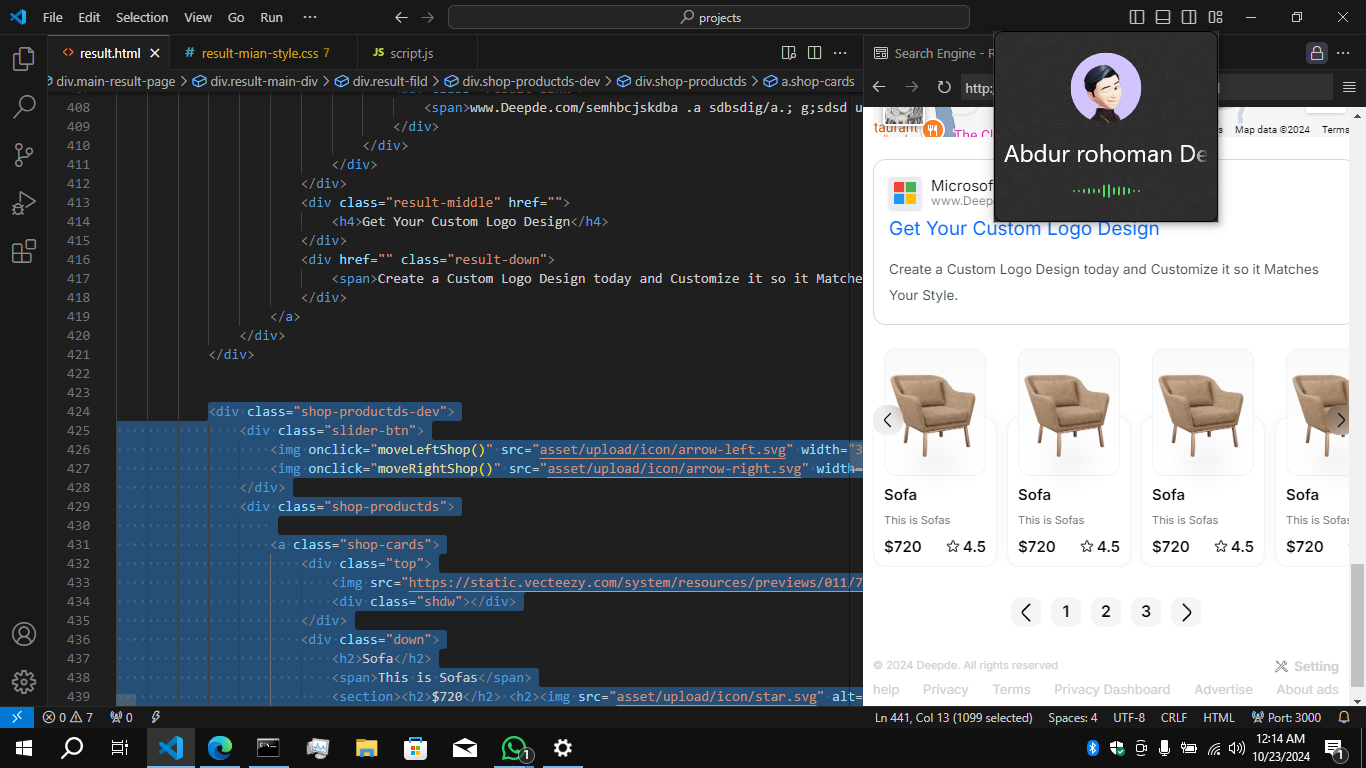 File Edit Selection View Go Run ··· projects
result.html # result-mian-style.css 7 JS script.js
div.main-result-page > div.result-main-div > div.result-fild > div.shop-productds-dev > div.shop-productds > a.shop-cards
408 <span>www.Deepde.com/semhbcjskdba .a sdbsdig/a.; g;sdsd u
409 </div>
410 </div>
411 </div>
412 </div>
413 <div class="result-middle" href="">
414 <h4>Get Your Custom Logo Design</h4>
415 </div>
416 <div href="" class="result-down">
417 <span>Create a Custom Logo Design today and Customize it so it Matche
418 </div>
419 </a>
420 </div>
421 </div>
422
423
424 <div class="shop-productds-dev">
425 <div class="slider-btn">
426 <img onclick="moveLeftShop()" src="asset/upload/icon/arrow-left.svg" width="3
427 <img onclick="moveRightShop()" src="asset/upload/icon/arrow-right.svg" width=
428 </div>
429 <div class="shop-productds">
430
431 <a class="shop-cards">
432 <div class="top">
433 <img src="https://static.vecteezy.com/system/resources/previews/011/7
434 <div class="shdw"></div>
435 </div>
436 <div class="down">
437 <h2>Sofa</h2>
438 <span>This is Sofas</span>
439 <section><h2>$720</h2> <h2><img src="asset/upload/icon/star.svg" alt=
Search Engine - R
http:
Abdur rohoman De
taurant The Cl Map data ©2024 Terms
Microsof
www.Deep
Get Your Custom Logo Design
Create a Custom Logo Design today and Customize it so it Matches
Your Style.
Sofa Sofa Sofa Sofa
This is Sofas This is Sofas This is Sofas This is Sofas
$720 4.5 $720 4.5 $720 4.5 $720
1 2 3
© 2024 Deepde. All rights reserved Setting
help Privacy Terms Privacy Dashboard Advertise About ads
0 7 0 Ln 441, Col 13 (1099 selected) Spaces: 4 UTF-8 CRLF HTML Port: 3000
1 12:14 AM
10/23/2024 1